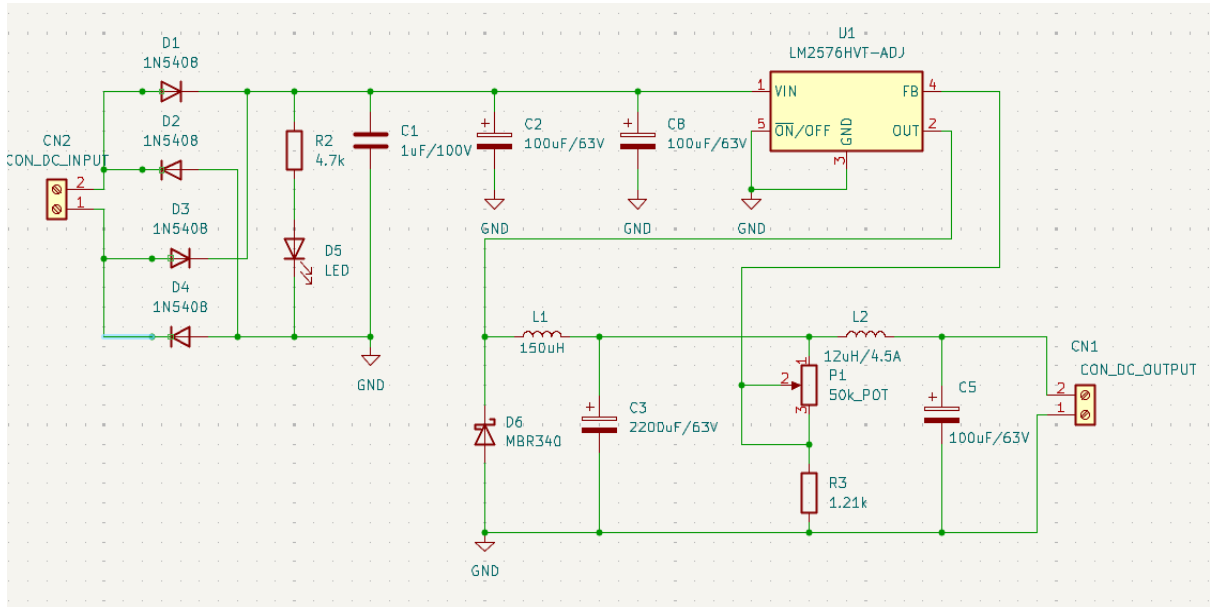 D1
1N5408
D2
1N5408
CN2
CON_DC_INPUT
2
1
D3
1N5408
D4
1N5408
R2
4.7k
D5
LED
C1
1uF/100V
GND
+
C2
100uF/63V
GND
+
C8
100uF/63V
GND
U1
LM2576HVT-ADJ
1
VIN
FB
4
5
ON/OFF
GND
OUT
2
3
GND
L1
150uH
L2
12uH/4.5A
1
P1
2
50k_POT
3
D6
MBR340
+
C3
2200uF/63V
R3
1.21k
+
C5
100uF/63V
CN1
CON_DC_OUTPUT
2
1
GND